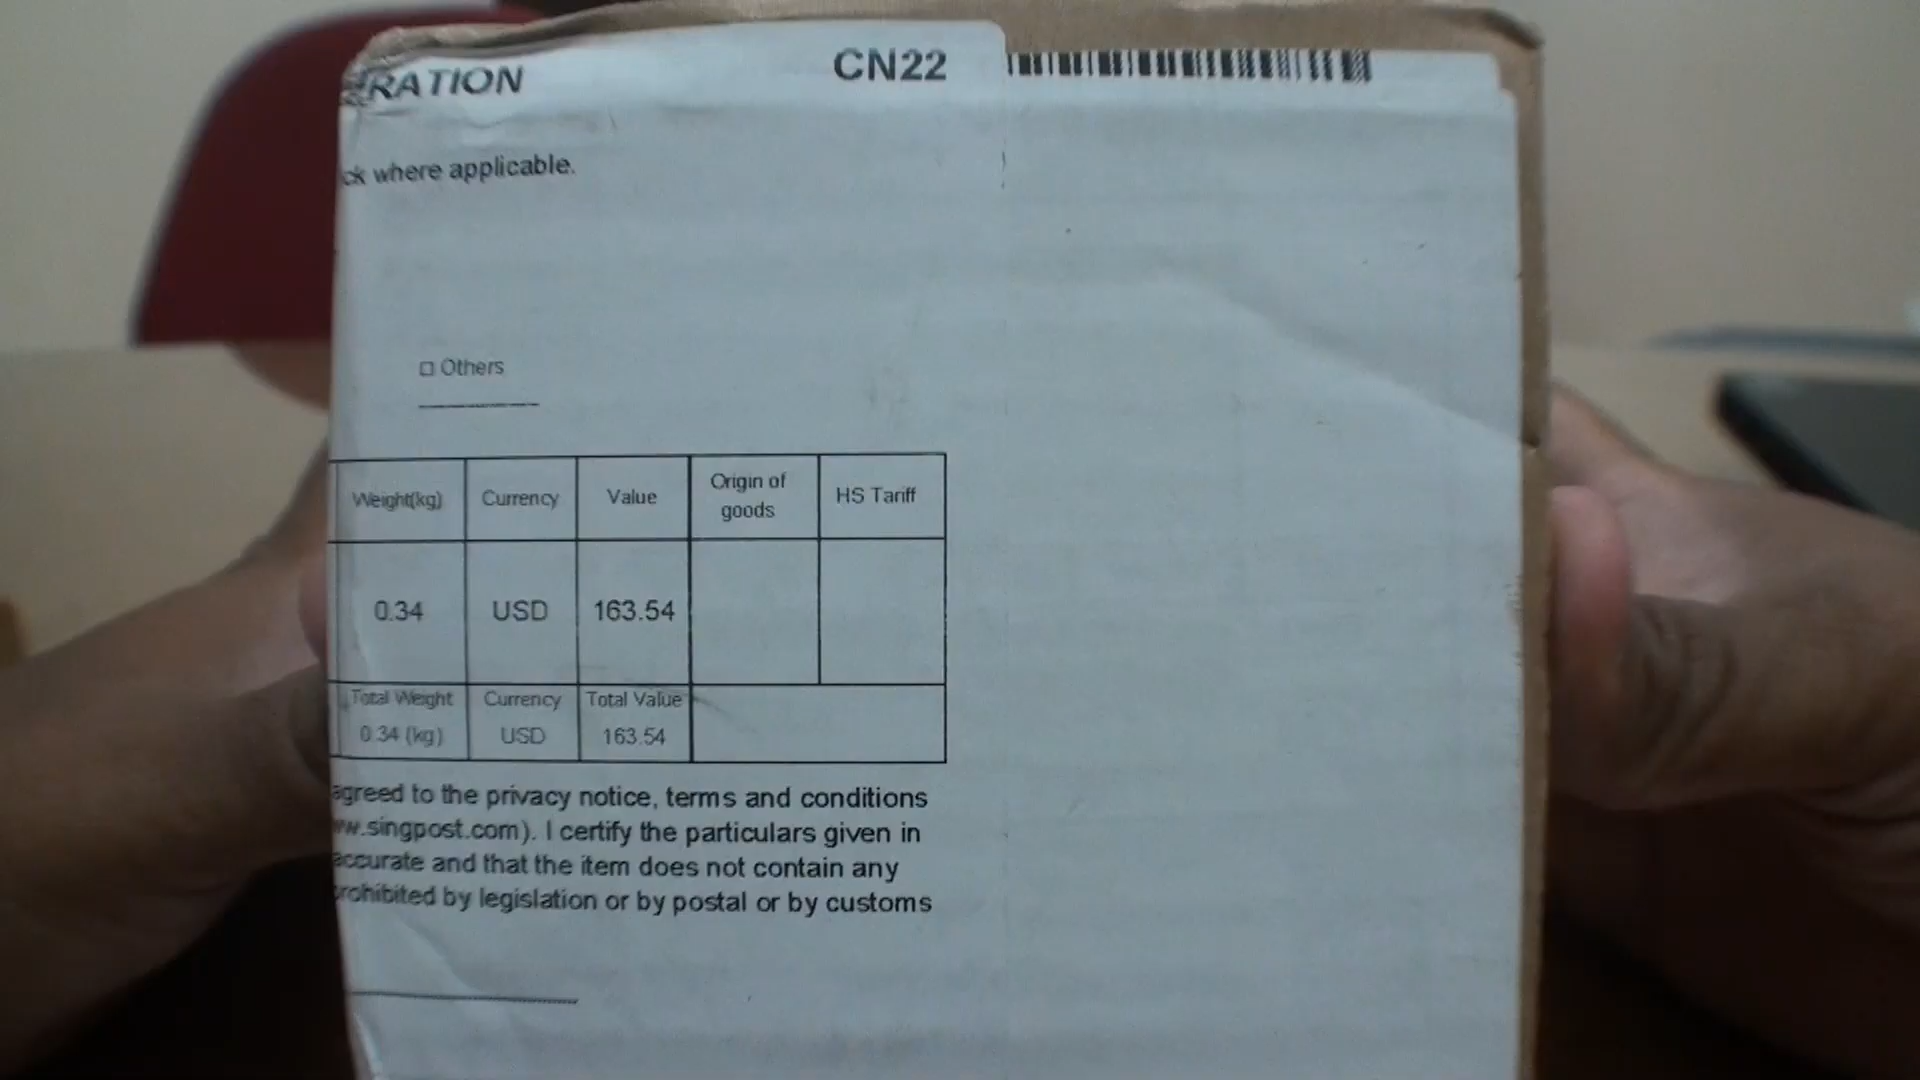 RATION CN22
ck where applicable.
□ Others
Weight(kg) Currency Value Origin of goods HS Tariff
0.34 USD 163.54
Total Weight Currency Total Value
0.34 (kg) USD 163.54
agreed to the privacy notice, terms and conditions
w.singpost.com). I certify the particulars given in
accurate and that the item does not contain any
prohibited by legislation or by postal or by customs